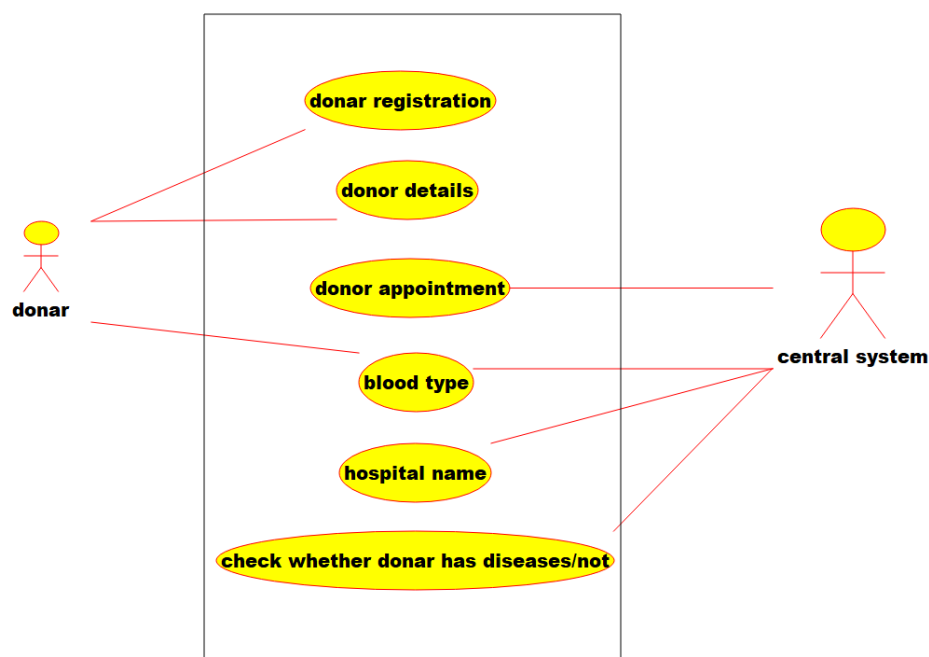 donar registration
donor details
donar
donor appointment
central system
blood type
hospital name
check whether donar has diseases/not